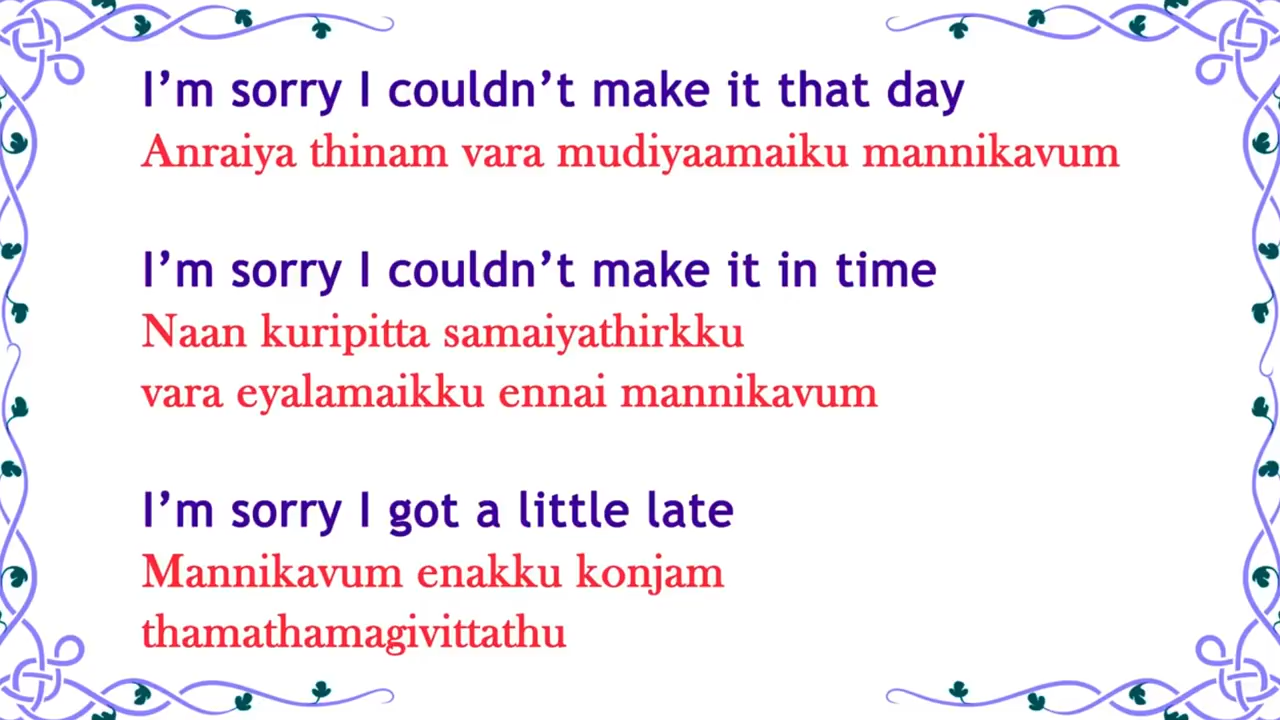 I’m sorry I couldn’t make it that day
Anraiya thinam vara mudiyaamaiku mannikavum
I’m sorry I couldn’t make it in time
Naan kuripitta samaiyathirkku
vara eyalamaikku ennai mannikavum
I’m sorry I got a little late
Mannikavum enakku konjam
thamathamagivittathu